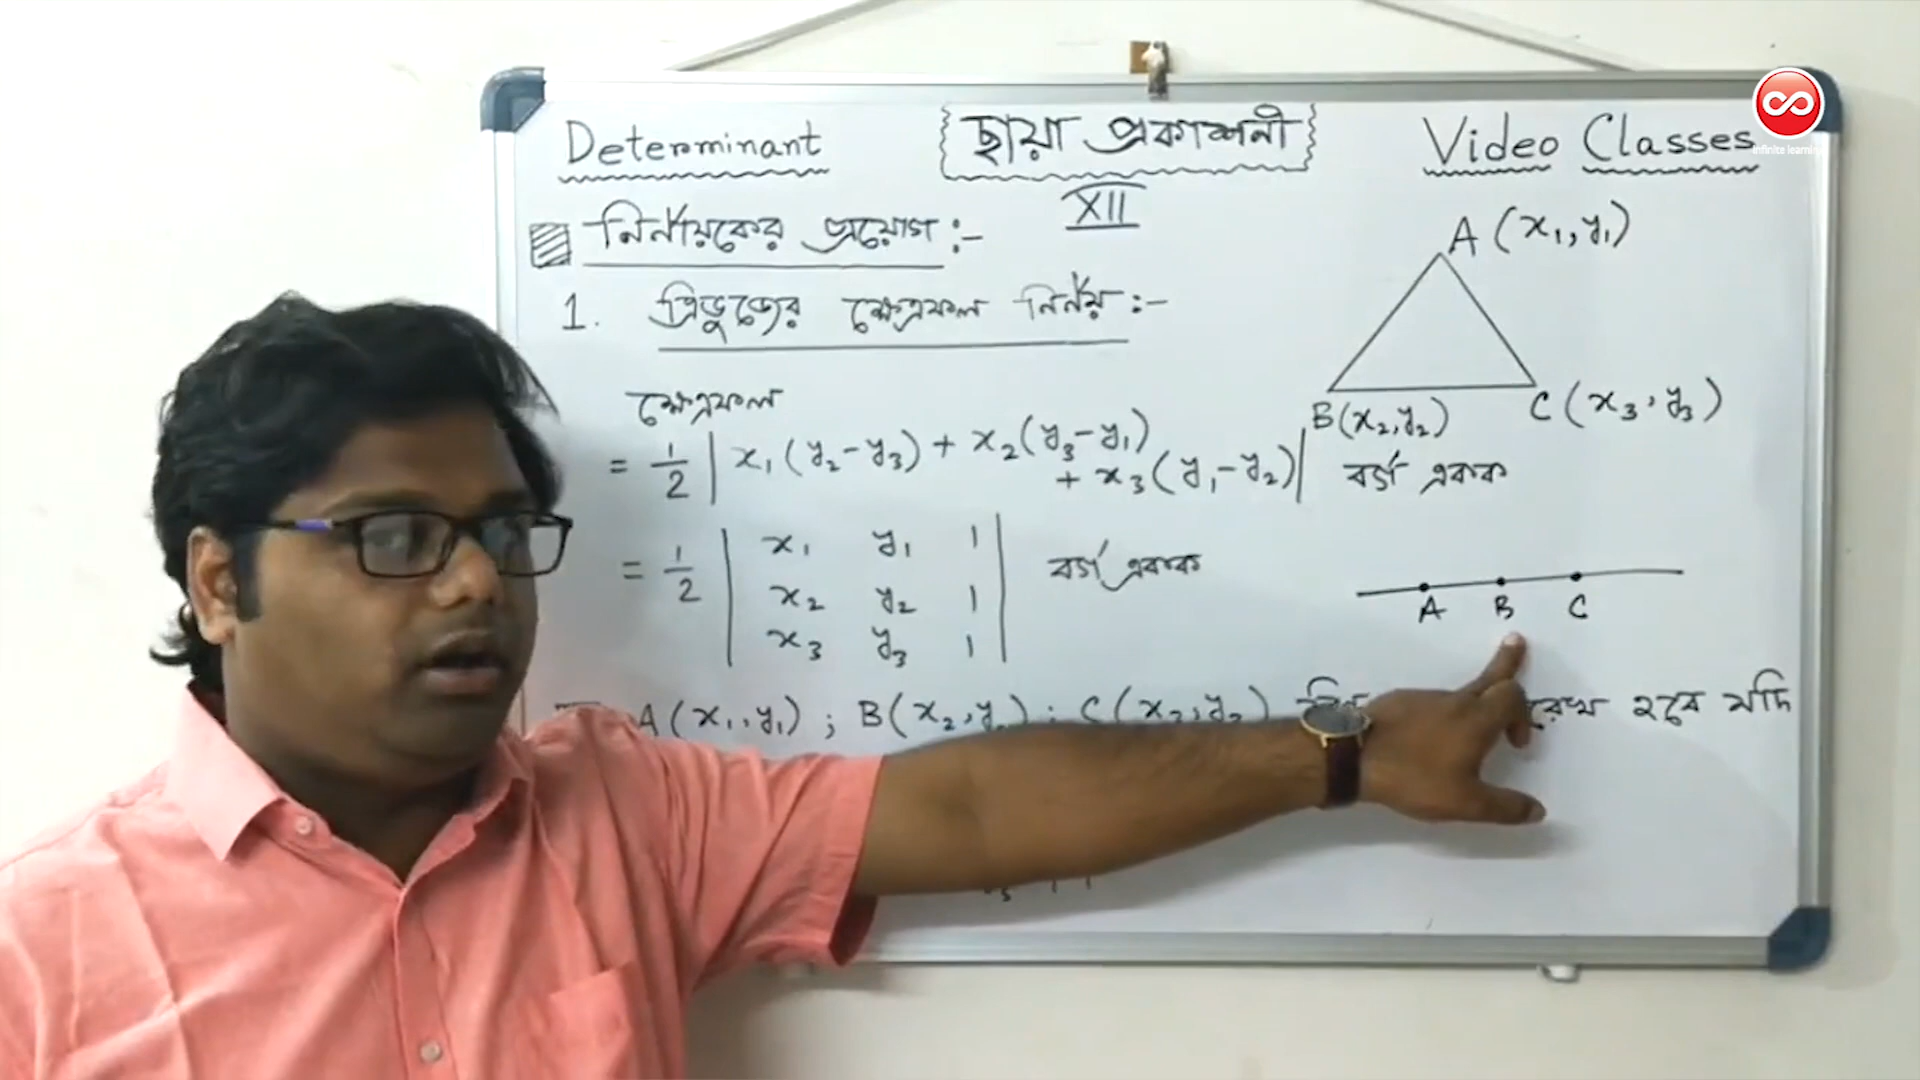 Determinant
ছায়া প্রকাশনী
Video Classes
XII
নির্ণায়কের প্রয়োগ :-
1. ত্রিভুজের ক্ষেত্রফল নির্ণয় :-
A (x₁, y₁)
B(x₂, y₂)
C (x₃, y₃)
ক্ষেত্রফল
= 1/2 | x₁(y₂-y₃) + x₂(y₃-y₁)
+ x₃(y₁-y₂)| বর্গ একক
= 1/2 | x₁ y₁ 1 | বর্গ একক
x₂ y₂ 1
x₃ y₃ 1
A B C
A(x₁, y₁) ; B(x₂, y₂) ; C(x₃, y₃) হবে যদি
infinite learning